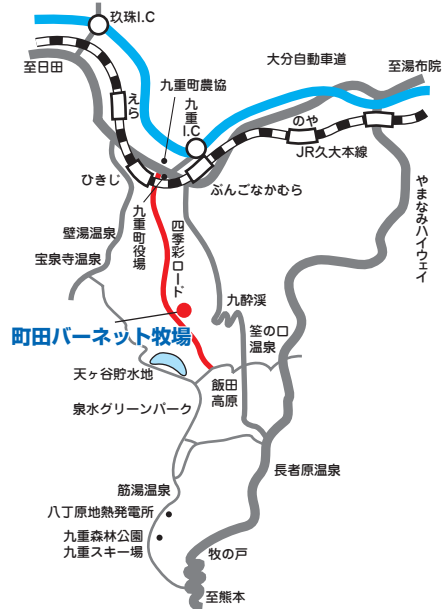 玖珠I.C
大分自動車道
至日田
至湯布院
九重町農協
九重I.C
えら
のや
JR久大本線
ひきじ
ぶんごなかむら
やまなみハイウェイ
九重町役場
四季彩ロード
壁湯温泉
宝泉寺温泉
九酔渓
筌の口
温泉
町田バーネット牧場
天ヶ谷貯水池
飯田
高原
泉水グリーンパーク
長者原温泉
筋湯温泉
八丁原地熱発電所
九重森林公園
九重スキー場
牧の戸
至熊本